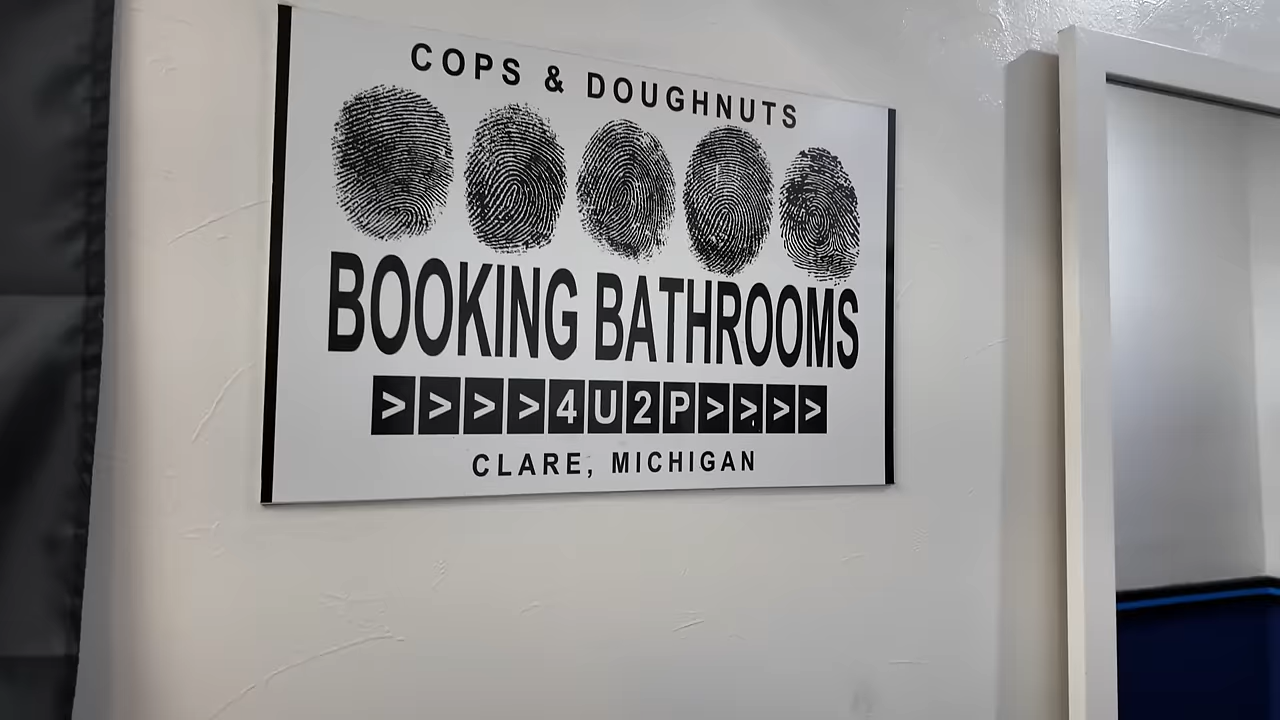 COPS & DOUGHNUTS
BOOKING BATHROOMS
>>>>4U2P>>>>
CLARE, MICHIGAN